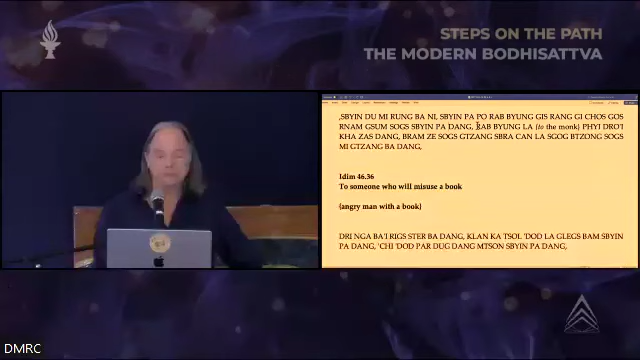 STEPS ON THE PATH
THE MODERN BODHISATTVA
,SBYIN DU MI RUNG BA NI, SBYIN PA PO RAB BYUNG GIS RANG GI CHOS GOS
RNAM GSUM SOGS SBYIN PA DANG, RAB BYUNG LA (to the monk) PHYI DRO'I
KHA ZAS DANG, BRAM ZE SOGS GTZANG SBRA CAN LA SGOG BTZONG SOGS
MI GTZANG BA DANG,
Idim 46.36
To someone who will misuse a book
{angry man with a book}
DRI NGA BA'I RIGS STER BA DANG, KLAN KA TSOL 'DOD LA GLEGS BAM SBYIN
PA DANG, 'CHI 'DOD PAR DUG DANG MTSON SBYIN PA DANG,
DMRC